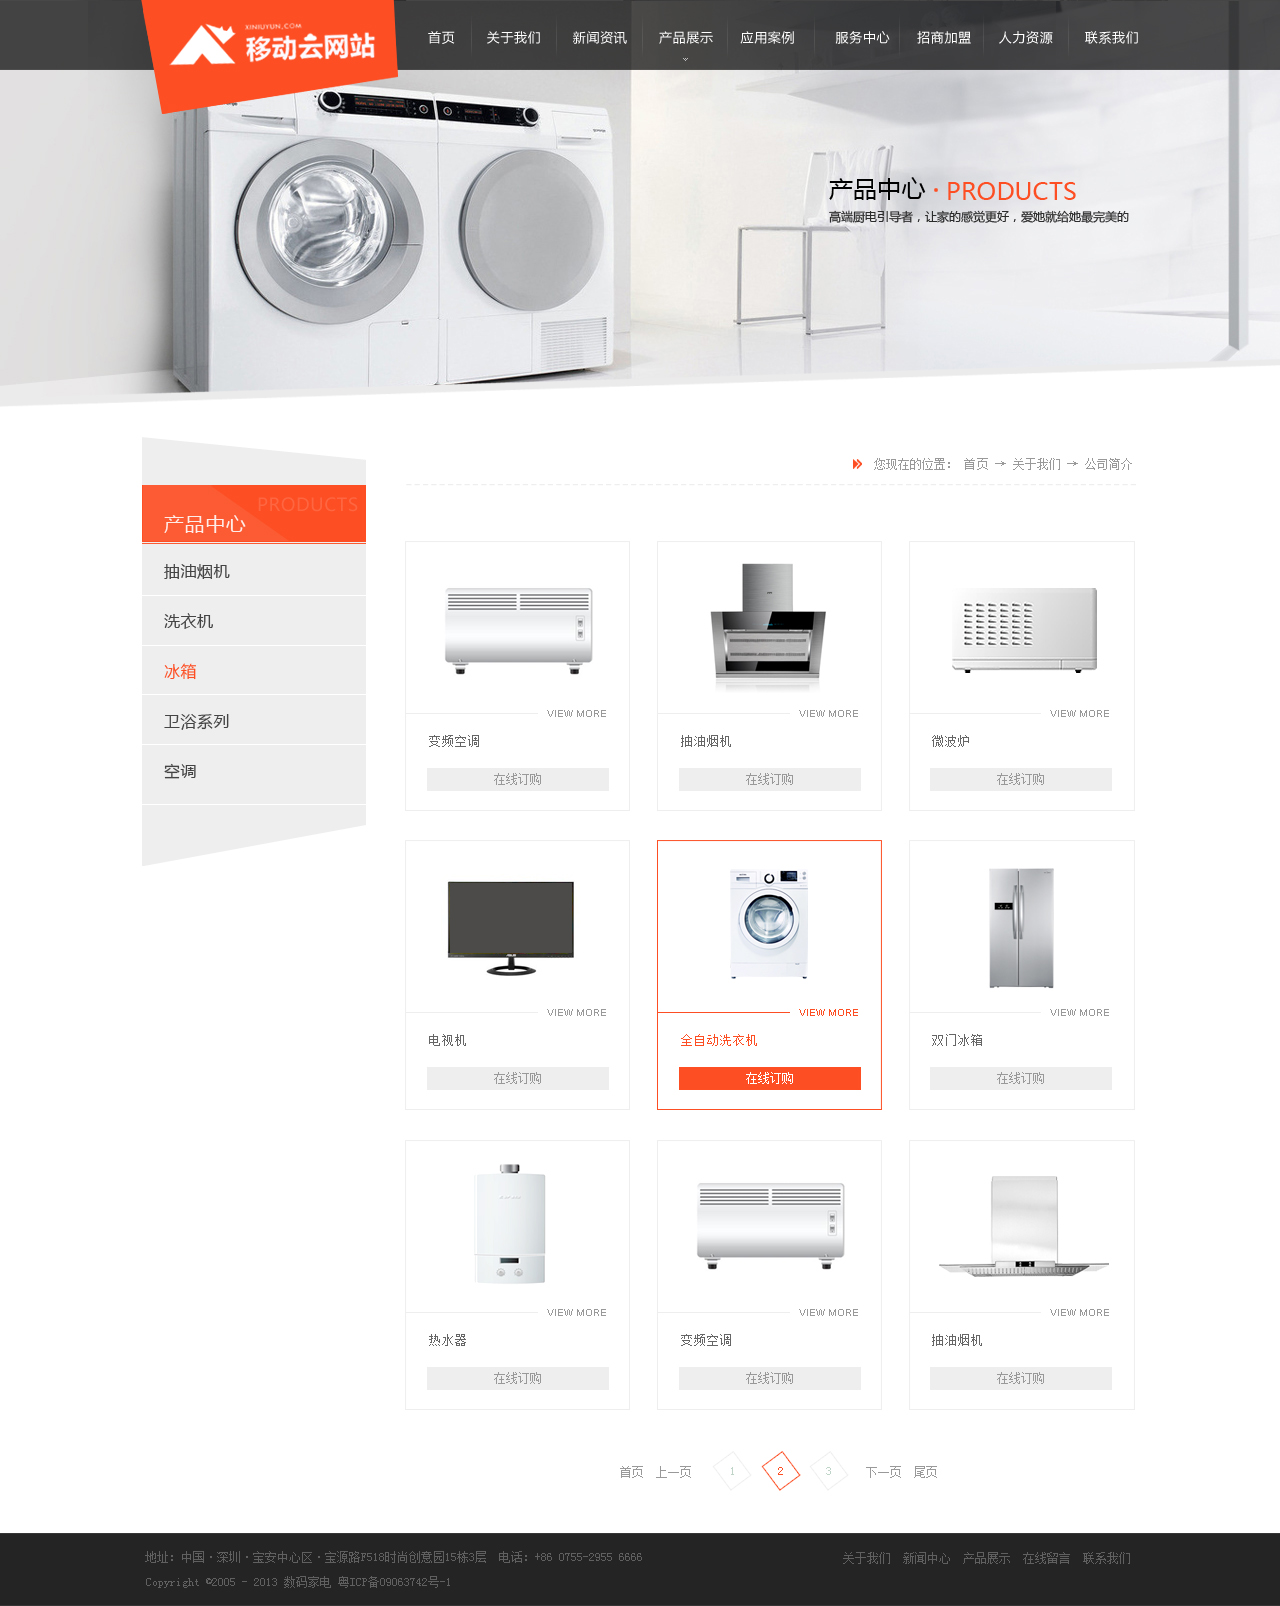 XINIUYUN.COM
移动云网站
首页 关于我们 新闻资讯 产品展示 应用案例 服务中心 招商加盟 人力资源 联系我们
产品中心 · PRODUCTS
高端厨电引导者，让家的感觉更好，爱她就给她最完美的
您现在的位置： 首页 → 关于我们 → 公司简介
PRODUCTS
产品中心
抽油烟机
洗衣机
冰箱
卫浴系列
空调
VIEW MORE VIEW MORE VIEW MORE
变频空调 抽油烟机 微波炉
在线订购 在线订购 在线订购
VIEW MORE VIEW MORE VIEW MORE
电视机 全自动洗衣机 双门冰箱
在线订购 在线订购 在线订购
VIEW MORE VIEW MORE VIEW MORE
热水器 变频空调 抽油烟机
在线订购 在线订购 在线订购
首页 上一页 1 2 3 下一页 尾页
地址：中国·深圳·宝安中心区·宝源路F518时尚创意园15栋3层 电话：+86 0755-2955 6666
关于我们 新闻中心 产品展示 在线留言 联系我们
Copyright ©2005 - 2013 数码家电 粤ICP备09063742号-1